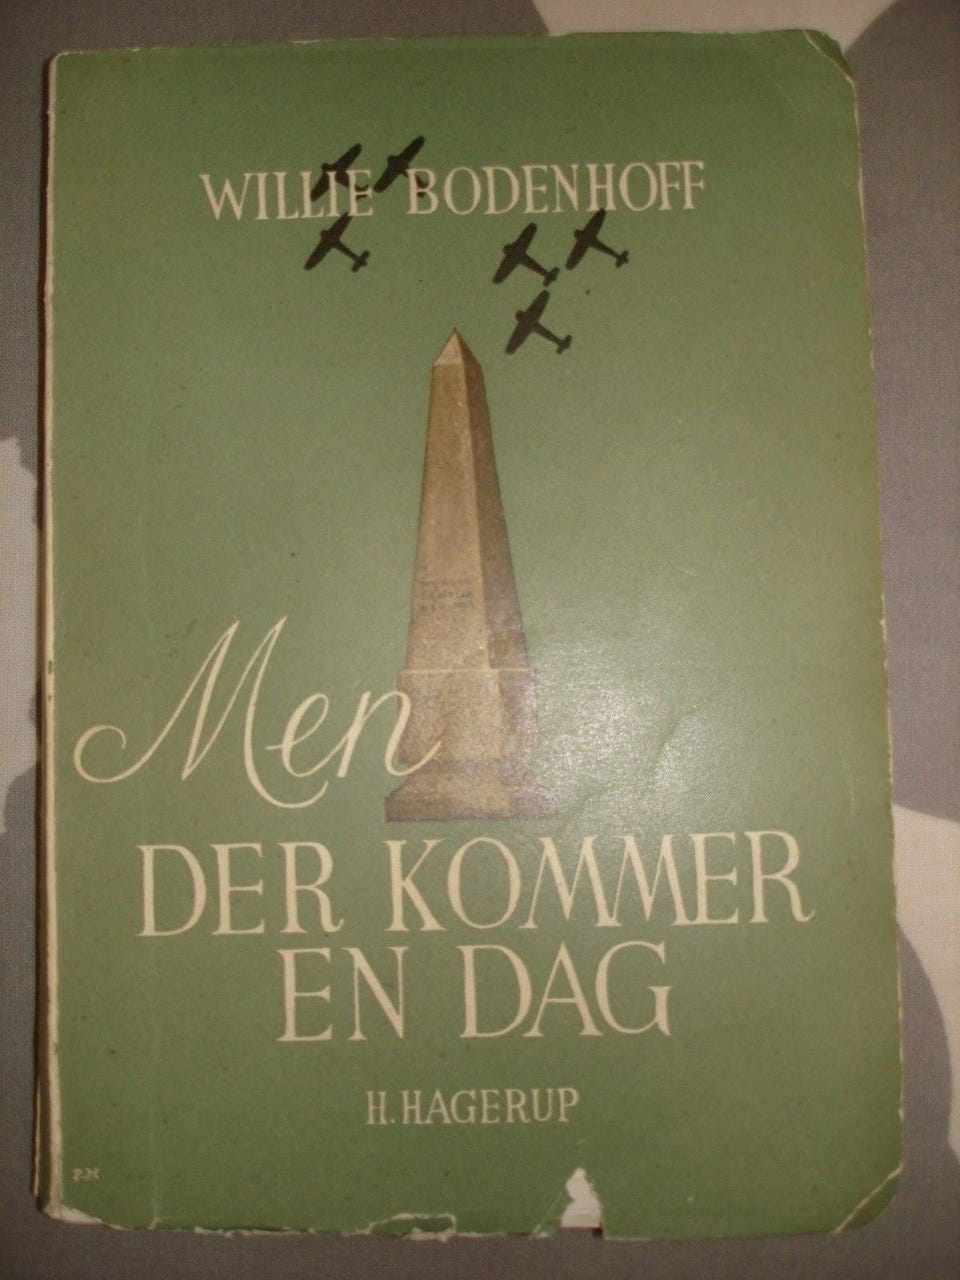 WILLIE BODENHOFF
Men
DER KOMMER
EN DAG
H. HAGERUP